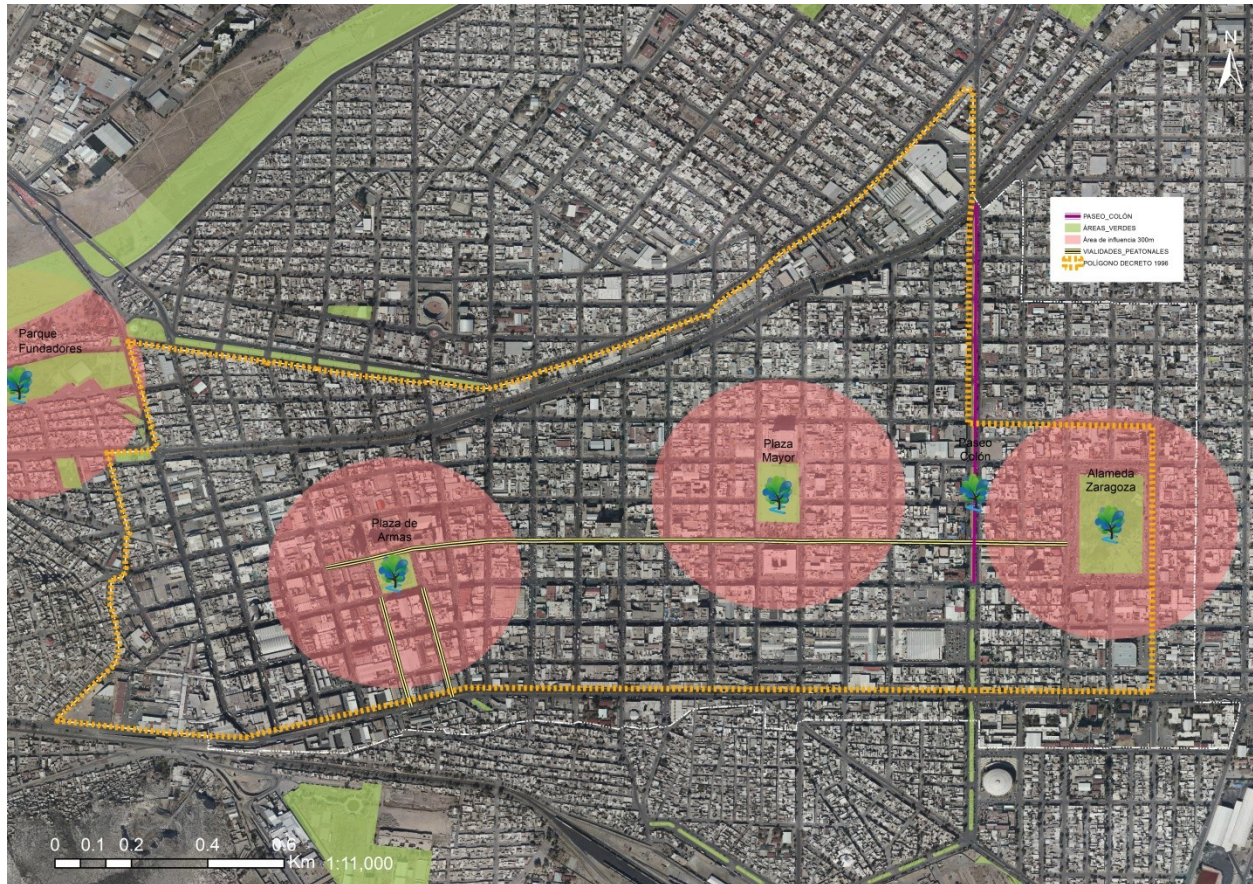 N
PASEO_COLÓN
ÁREAS_VERDES
Área de influencia 300m
VIALIDADES_PEATONALES
POLÍGONO DECRETO 1996
Parque
Fundadores
Plaza
Mayor
Paseo
Colón
Alameda
Zaragoza
Plaza de
Armas
0 0.1 0.2 0.4 0.6
Km 1:11,000